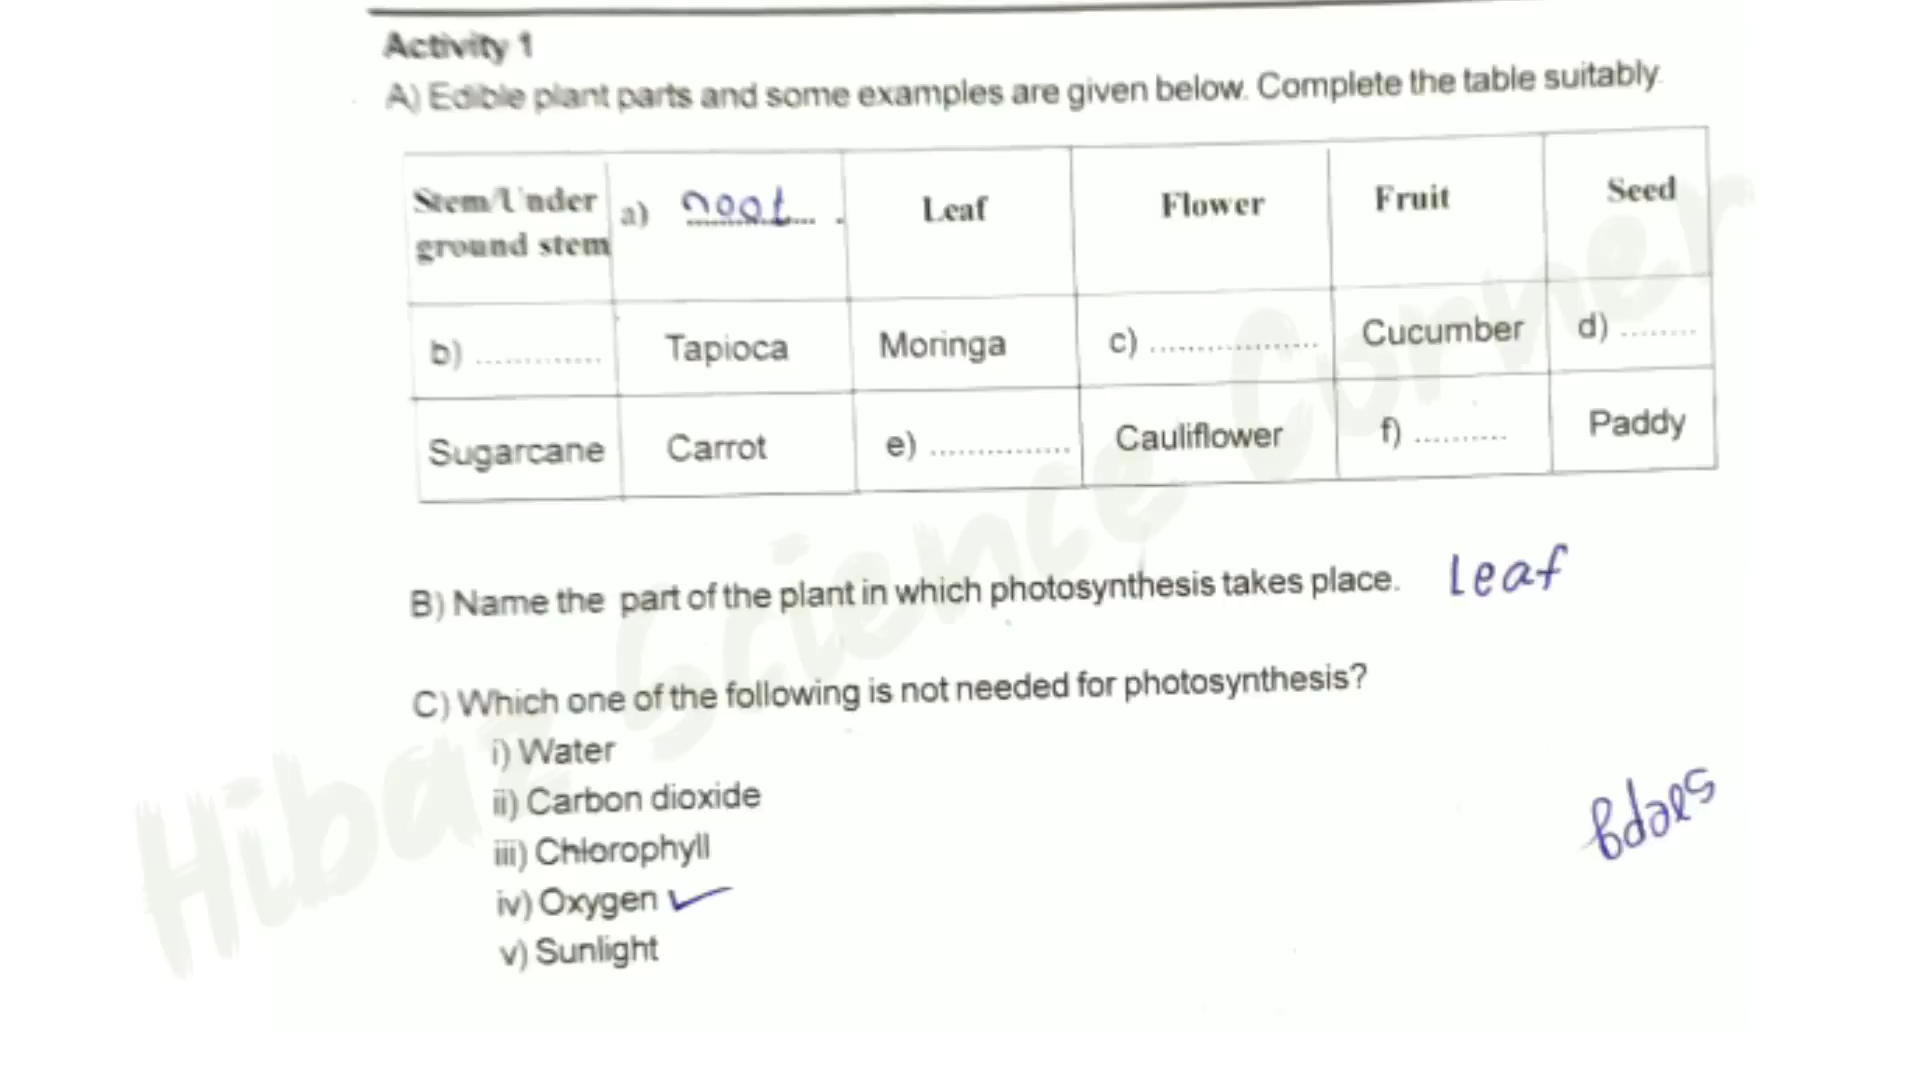 Activity 1
A) Edible plant parts and some examples are given below. Complete the table suitably.
Stem/Under ground stem a) root Leaf Flower Fruit Seed
b) ............. Tapioca Moringa c) .................. Cucumber d) ........
Sugarcane Carrot e) ............... Cauliflower f) .......... Paddy
B) Name the part of the plant in which photosynthesis takes place. Leaf
C) Which one of the following is not needed for photosynthesis?
i) Water
ii) Carbon dioxide
iii) Chlorophyll
iv) Oxygen ✓
v) Sunlight
Hibaz Science Corner